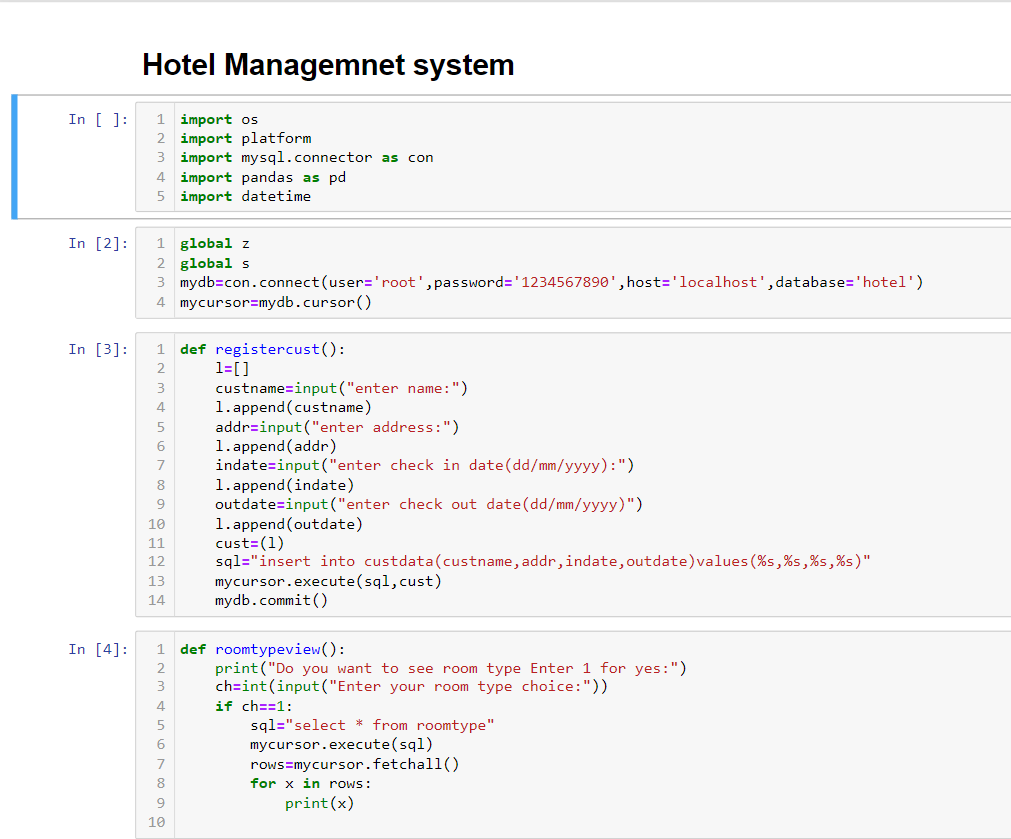 Hotel Managemnet system
In [ ]:
1 import os
2 import platform
3 import mysql.connector as con
4 import pandas as pd
5 import datetime
In [2]:
1 global z
2 global s
3 mydb=con.connect(user='root',password='1234567890',host='localhost',database='hotel')
4 mycursor=mydb.cursor()
In [3]:
1 def registercust():
2     l=[]
3     custname=input("enter name:")
4     l.append(custname)
5     addr=input("enter address:")
6     l.append(addr)
7     indate=input("enter check in date(dd/mm/yyyy):")
8     l.append(indate)
9     outdate=input("enter check out date(dd/mm/yyyy)")
10     l.append(outdate)
11     cust=(l)
12     sql="insert into custdata(custname,addr,indate,outdate)values(%s,%s,%s,%s)"
13     mycursor.execute(sql,cust)
14     mydb.commit()
In [4]:
1 def roomtypeview():
2     print("Do you want to see room type Enter 1 for yes:")
3     ch=int(input("Enter your room type choice:"))
4     if ch==1:
5         sql="select * from roomtype"
6         mycursor.execute(sql)
7         rows=mycursor.fetchall()
8         for x in rows:
9             print(x)
10